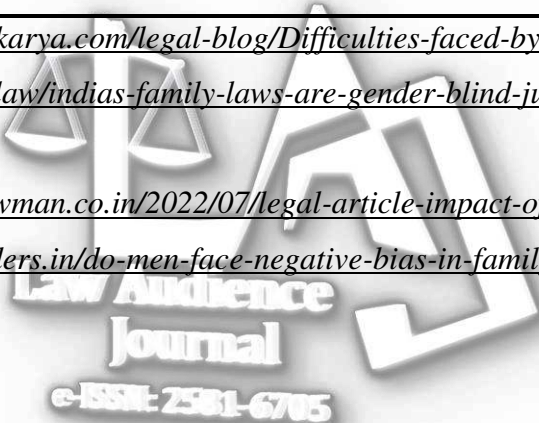 karya.com/legal-blog/Difficulties-faced-by
law/indias-family-laws-are-gender-blind-ju
wman.co.in/2022/07/legal-article-impact-o
ders.in/do-men-face-negative-bias-in-famil
Law Audience
Journal
e-ISSN: 2581-6705